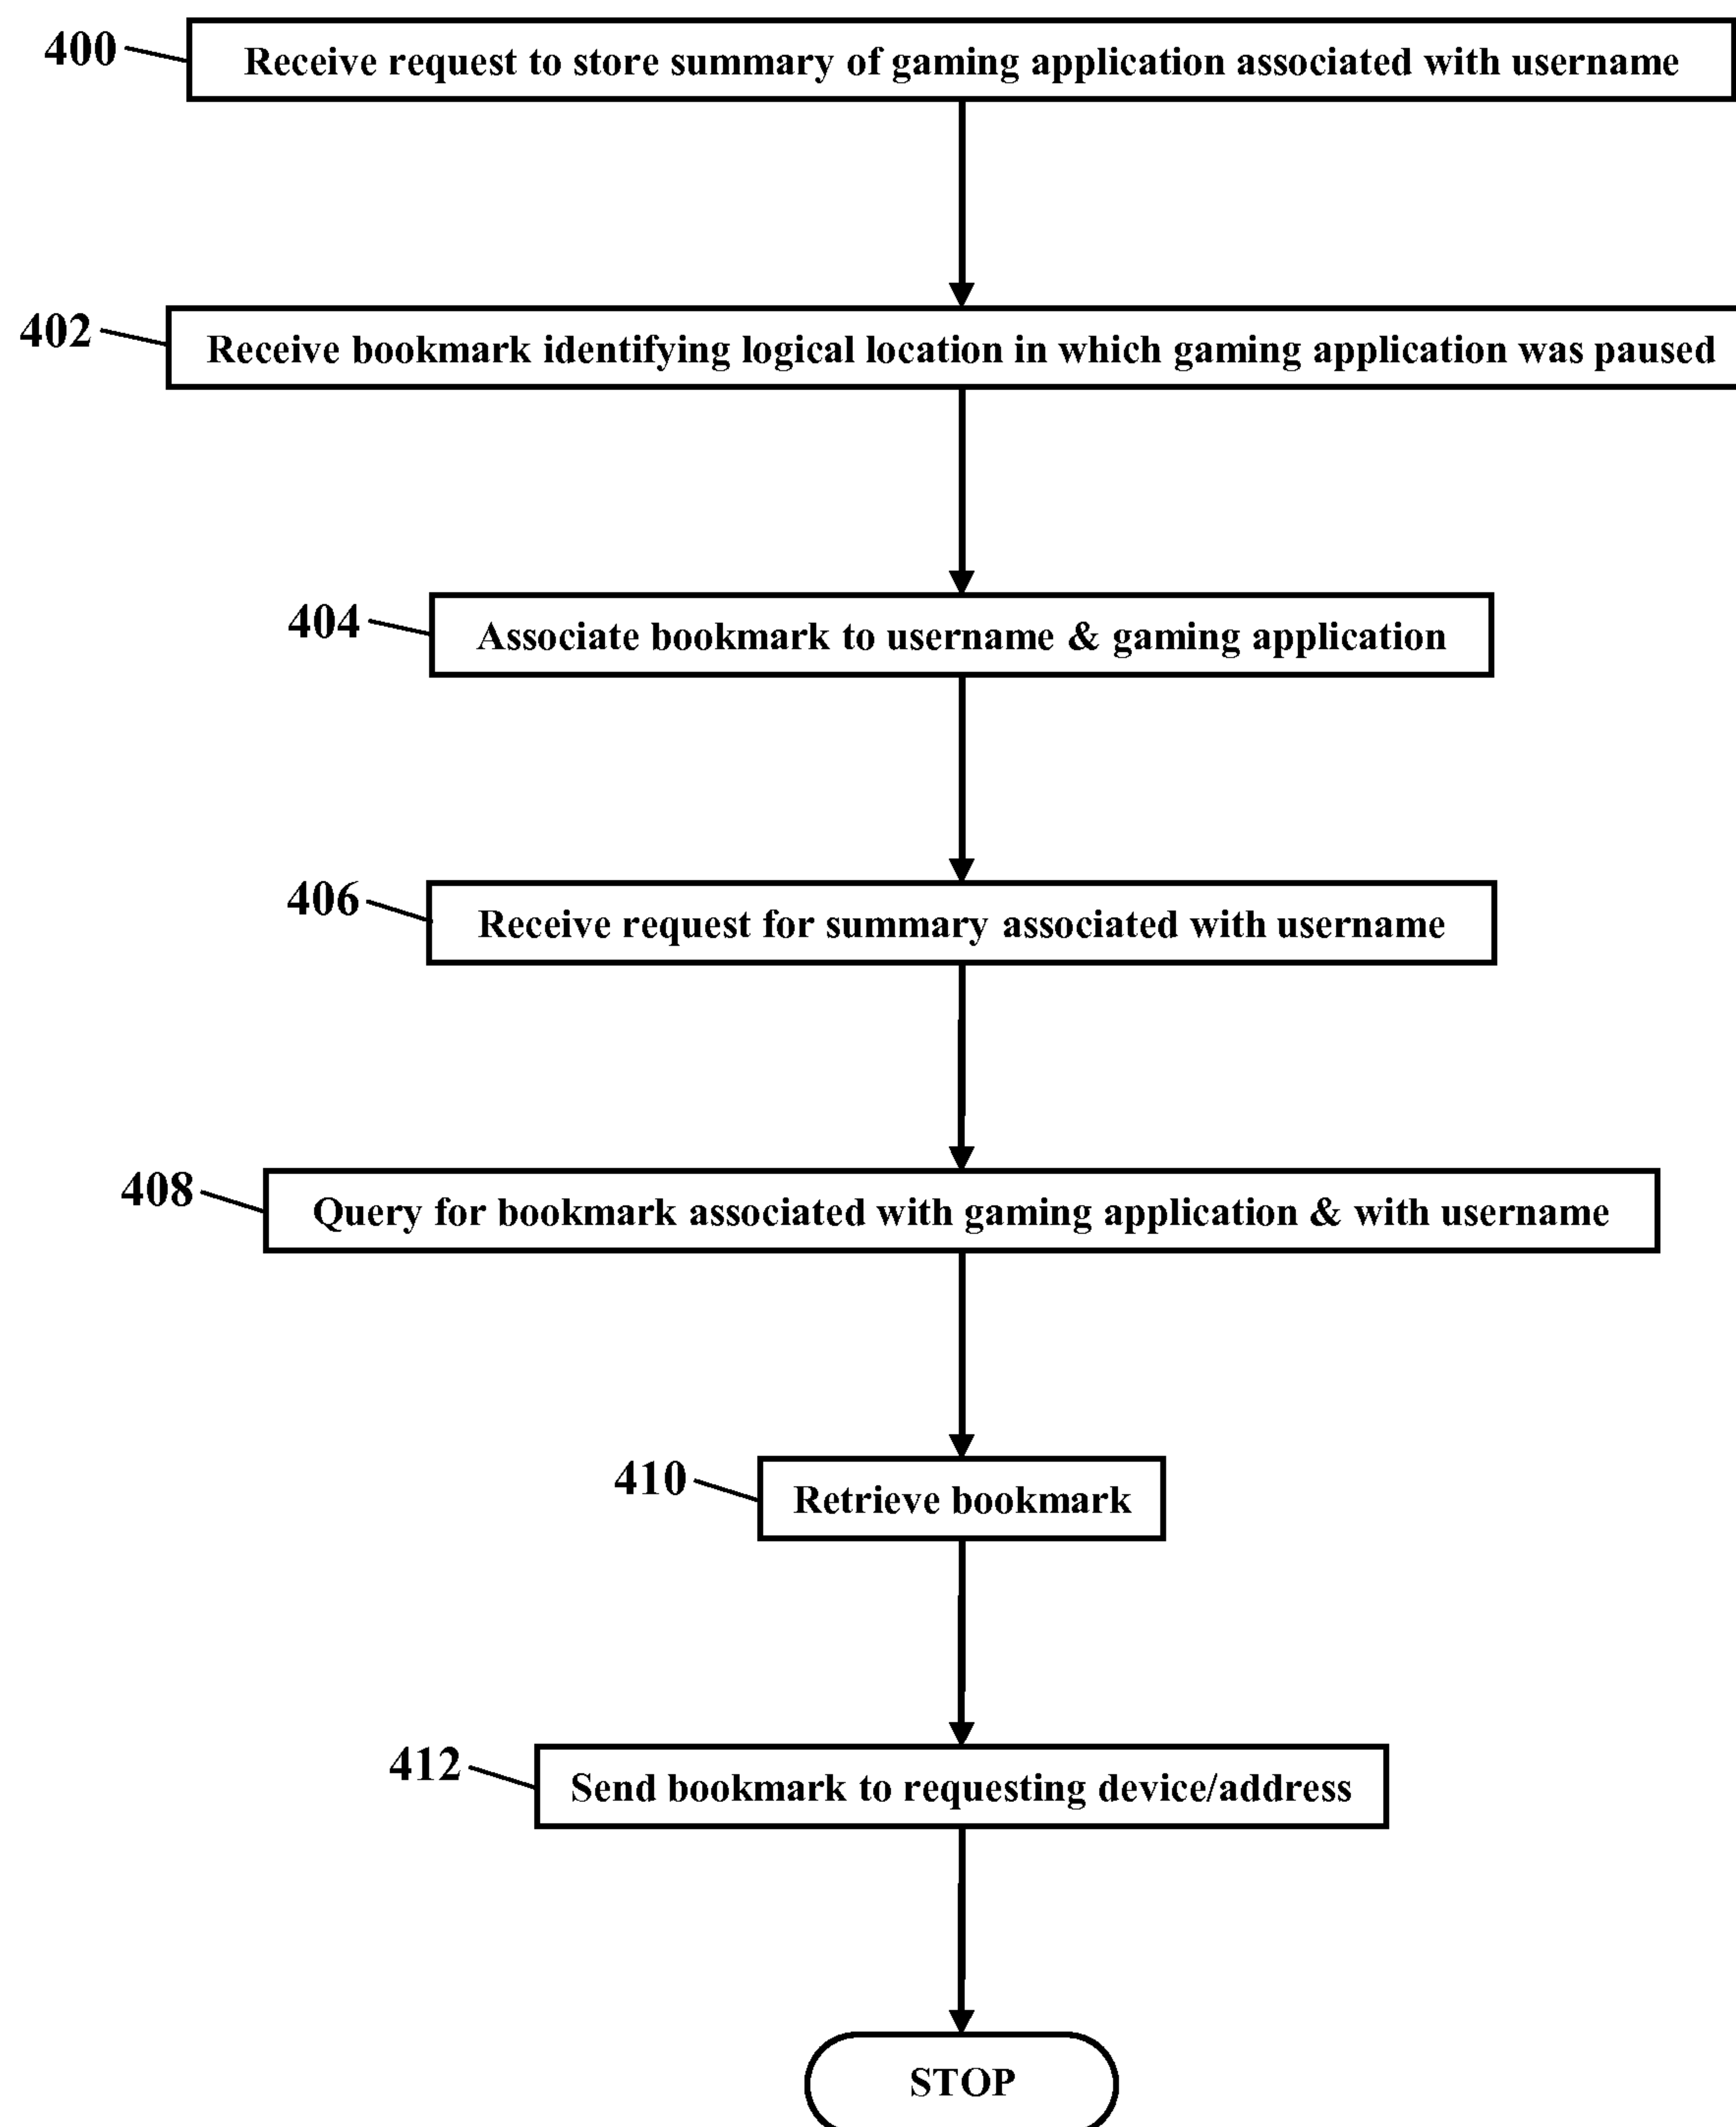 400
Receive request to store summary of gaming application associated with username
402
Receive bookmark identifying logical location in which gaming application was paused
404
Associate bookmark to username & gaming application
406
Receive request for summary associated with username
408
Query for bookmark associated with gaming application & with username
410
Retrieve bookmark
412
Send bookmark to requesting device/address
STOP